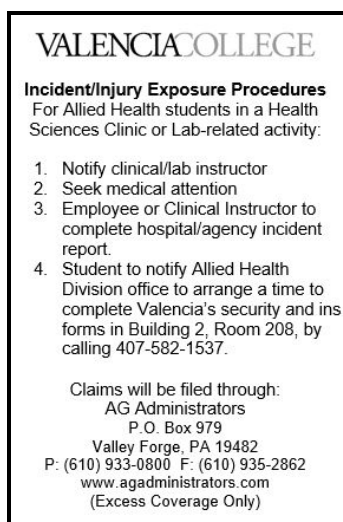 VALENCIACOLLEGE
Incident/Injury Exposure Procedures
For Allied Health students in a Health
Sciences Clinic or Lab-related activity:
1. Notify clinical/lab instructor
2. Seek medical attention
3. Employee or Clinical Instructor to
complete hospital/agency incident
report.
4. Student to notify Allied Health
Division office to arrange a time to
complete Valencia's security and ins
forms in Building 2, Room 208, by
calling 407-582-1537.
Claims will be filed through:
AG Administrators
P.O. Box 979
Valley Forge, PA 19482
P: (610) 933-0800 F: (610) 935-2862
www.agadministrators.com
(Excess Coverage Only)